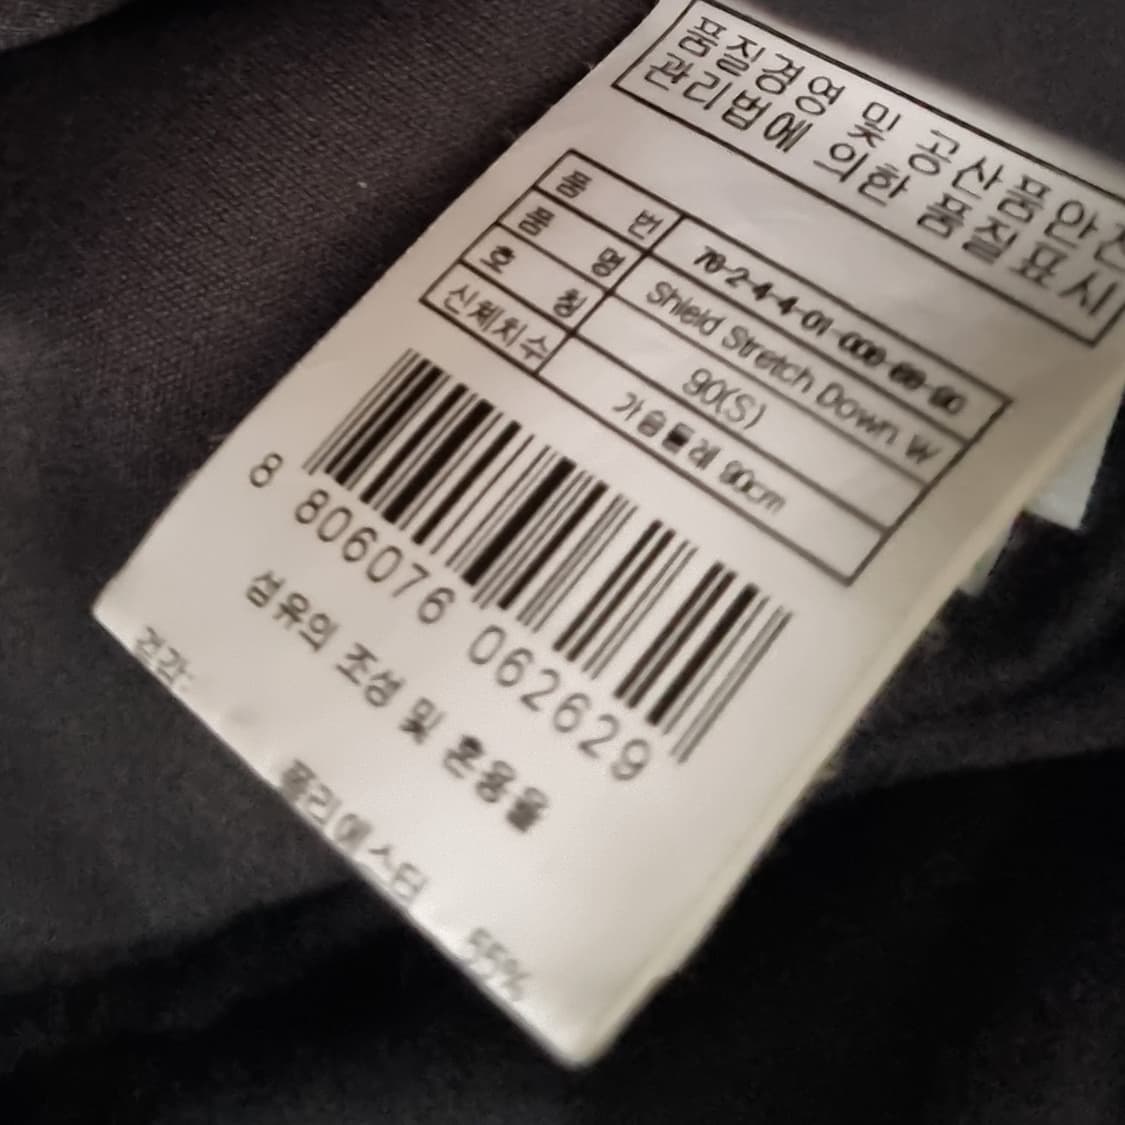 품질경영 및 공산품안전
관리법에 의한 품질표시
품 번
품 명 Shield Stretch Down W
호 칭 90(S)
신체치수 가슴둘레 90cm
8 806076 062629
섬유의 조성 및 혼용율
겉감:
폴리에스터 55%